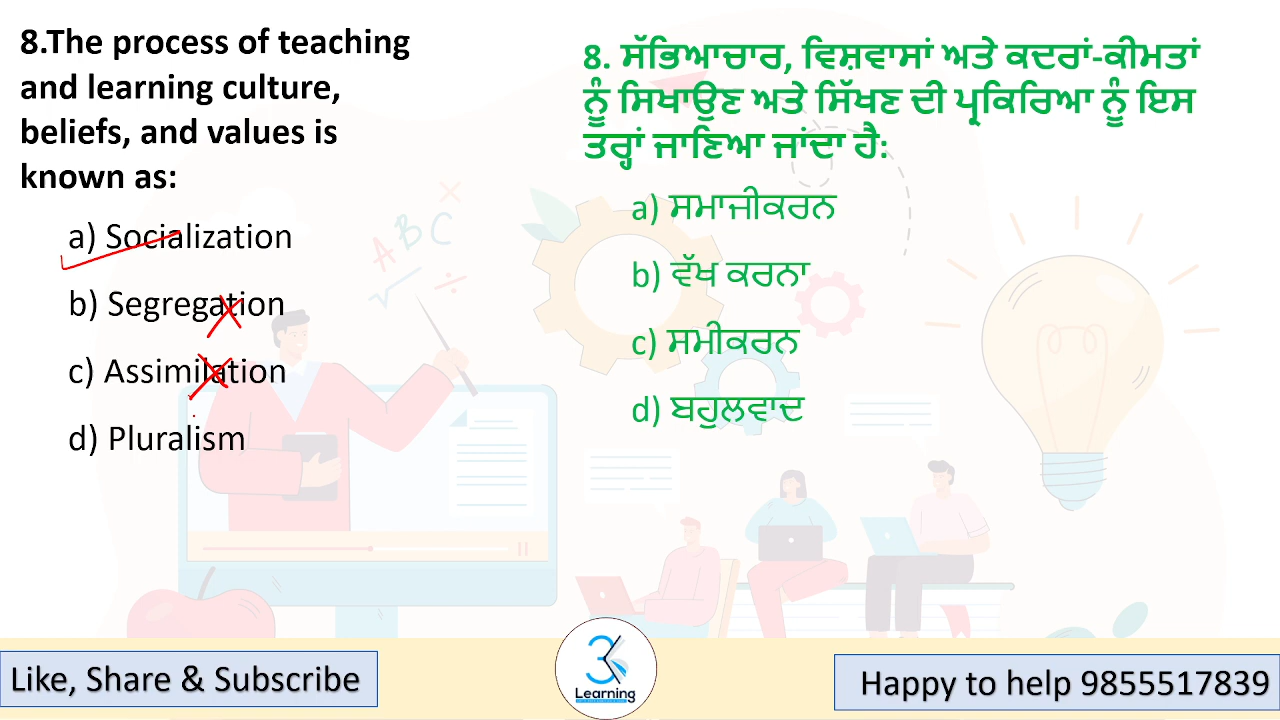 8.The process of teaching
and learning culture,
beliefs, and values is
known as:
a) Socialization
b) Segregation
c) Assimilation
d) Pluralism
8. ਸੱਭਿਆਚਾਰ, ਵਿਸ਼ਵਾਸਾਂ ਅਤੇ ਕਦਰਾਂ-ਕੀਮਤਾਂ
ਨੂੰ ਸਿਖਾਉਣ ਅਤੇ ਸਿੱਖਣ ਦੀ ਪ੍ਰਕਿਰਿਆ ਨੂੰ ਇਸ
ਤਰ੍ਹਾਂ ਜਾਣਿਆ ਜਾਂਦਾ ਹੈ:
a) ਸਮਾਜੀਕਰਨ
b) ਵੱਖ ਕਰਨਾ
c) ਸਮੀਕਰਨ
d) ਬਹੁਲਵਾਦ
A B C
Like, Share & Subscribe
3
Learning
Happy to help 9855517839